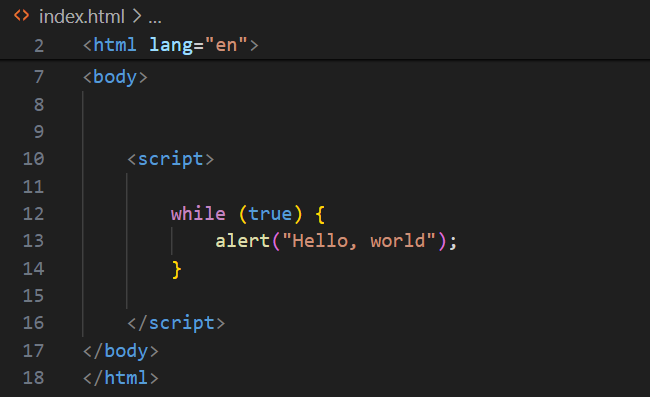 index.html > ...
2 <html lang="en">
7 <body>
8
9
10 <script>
11
12 while (true) {
13 alert("Hello, world");
14 }
15
16 </script>
17 </body>
18 </html>